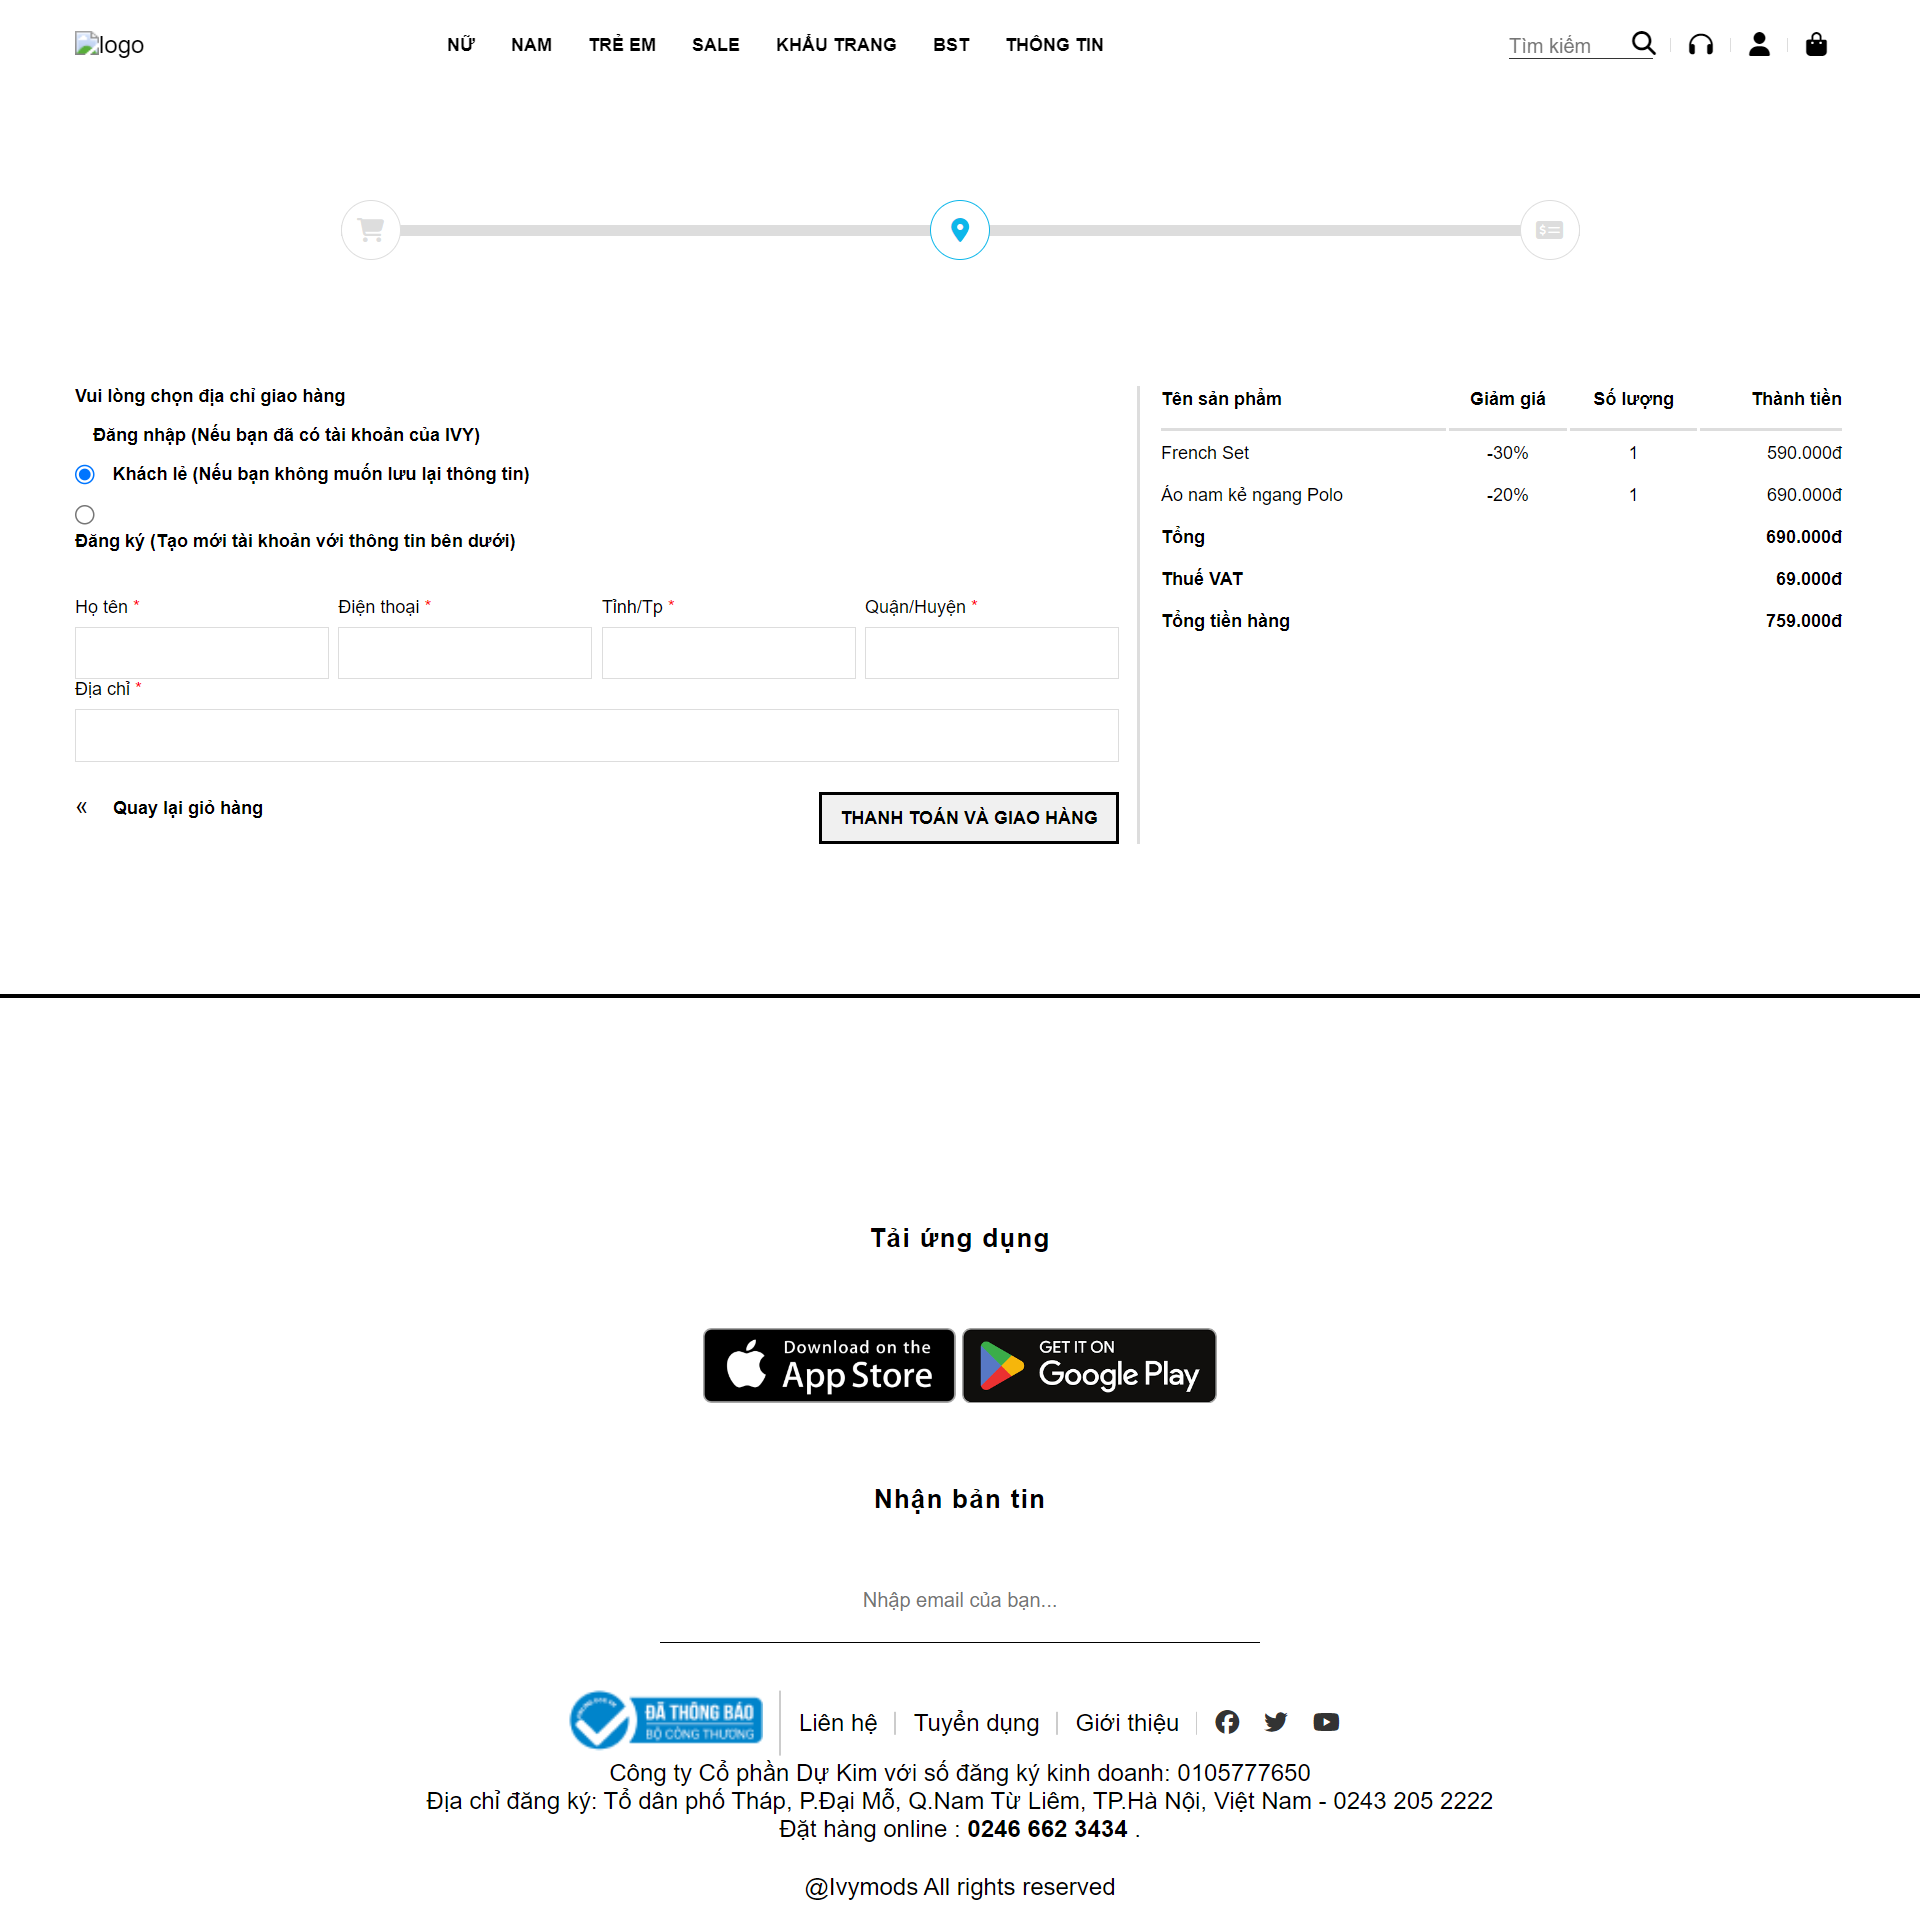 logo
NỮ NAM TRẺ EM SALE KHẨU TRANG BST THÔNG TIN
Tìm kiếm
Vui lòng chọn địa chỉ giao hàng
Đăng nhập (Nếu bạn đã có tài khoản của IVY)
Khách lẻ (Nếu bạn không muốn lưu lại thông tin)
Đăng ký (Tạo mới tài khoản với thông tin bên dưới)
Họ tên * Điện thoại * Tỉnh/Tp * Quận/Huyện *
Địa chỉ *
« Quay lại giỏ hàng
THANH TOÁN VÀ GIAO HÀNG
Tên sản phẩm Giảm giá Số lượng Thành tiền
French Set -30% 1 590.000đ
Áo nam kẻ ngang Polo -20% 1 690.000đ
Tổng 690.000đ
Thuế VAT 69.000đ
Tổng tiền hàng 759.000đ
Tải ứng dụng
Download on the
App Store
GET IT ON
Google Play
Nhận bản tin
Nhập email của bạn...
ĐÃ THÔNG BÁO
BỘ CÔNG THƯƠNG
Liên hệ Tuyển dụng Giới thiệu
Công ty Cổ phần Dự Kim với số đăng ký kinh doanh: 0105777650
Địa chỉ đăng ký: Tổ dân phố Tháp, P.Đại Mỗ, Q.Nam Từ Liêm, TP.Hà Nội, Việt Nam - 0243 205 2222
Đặt hàng online : 0246 662 3434 .
@Ivymods All rights reserved